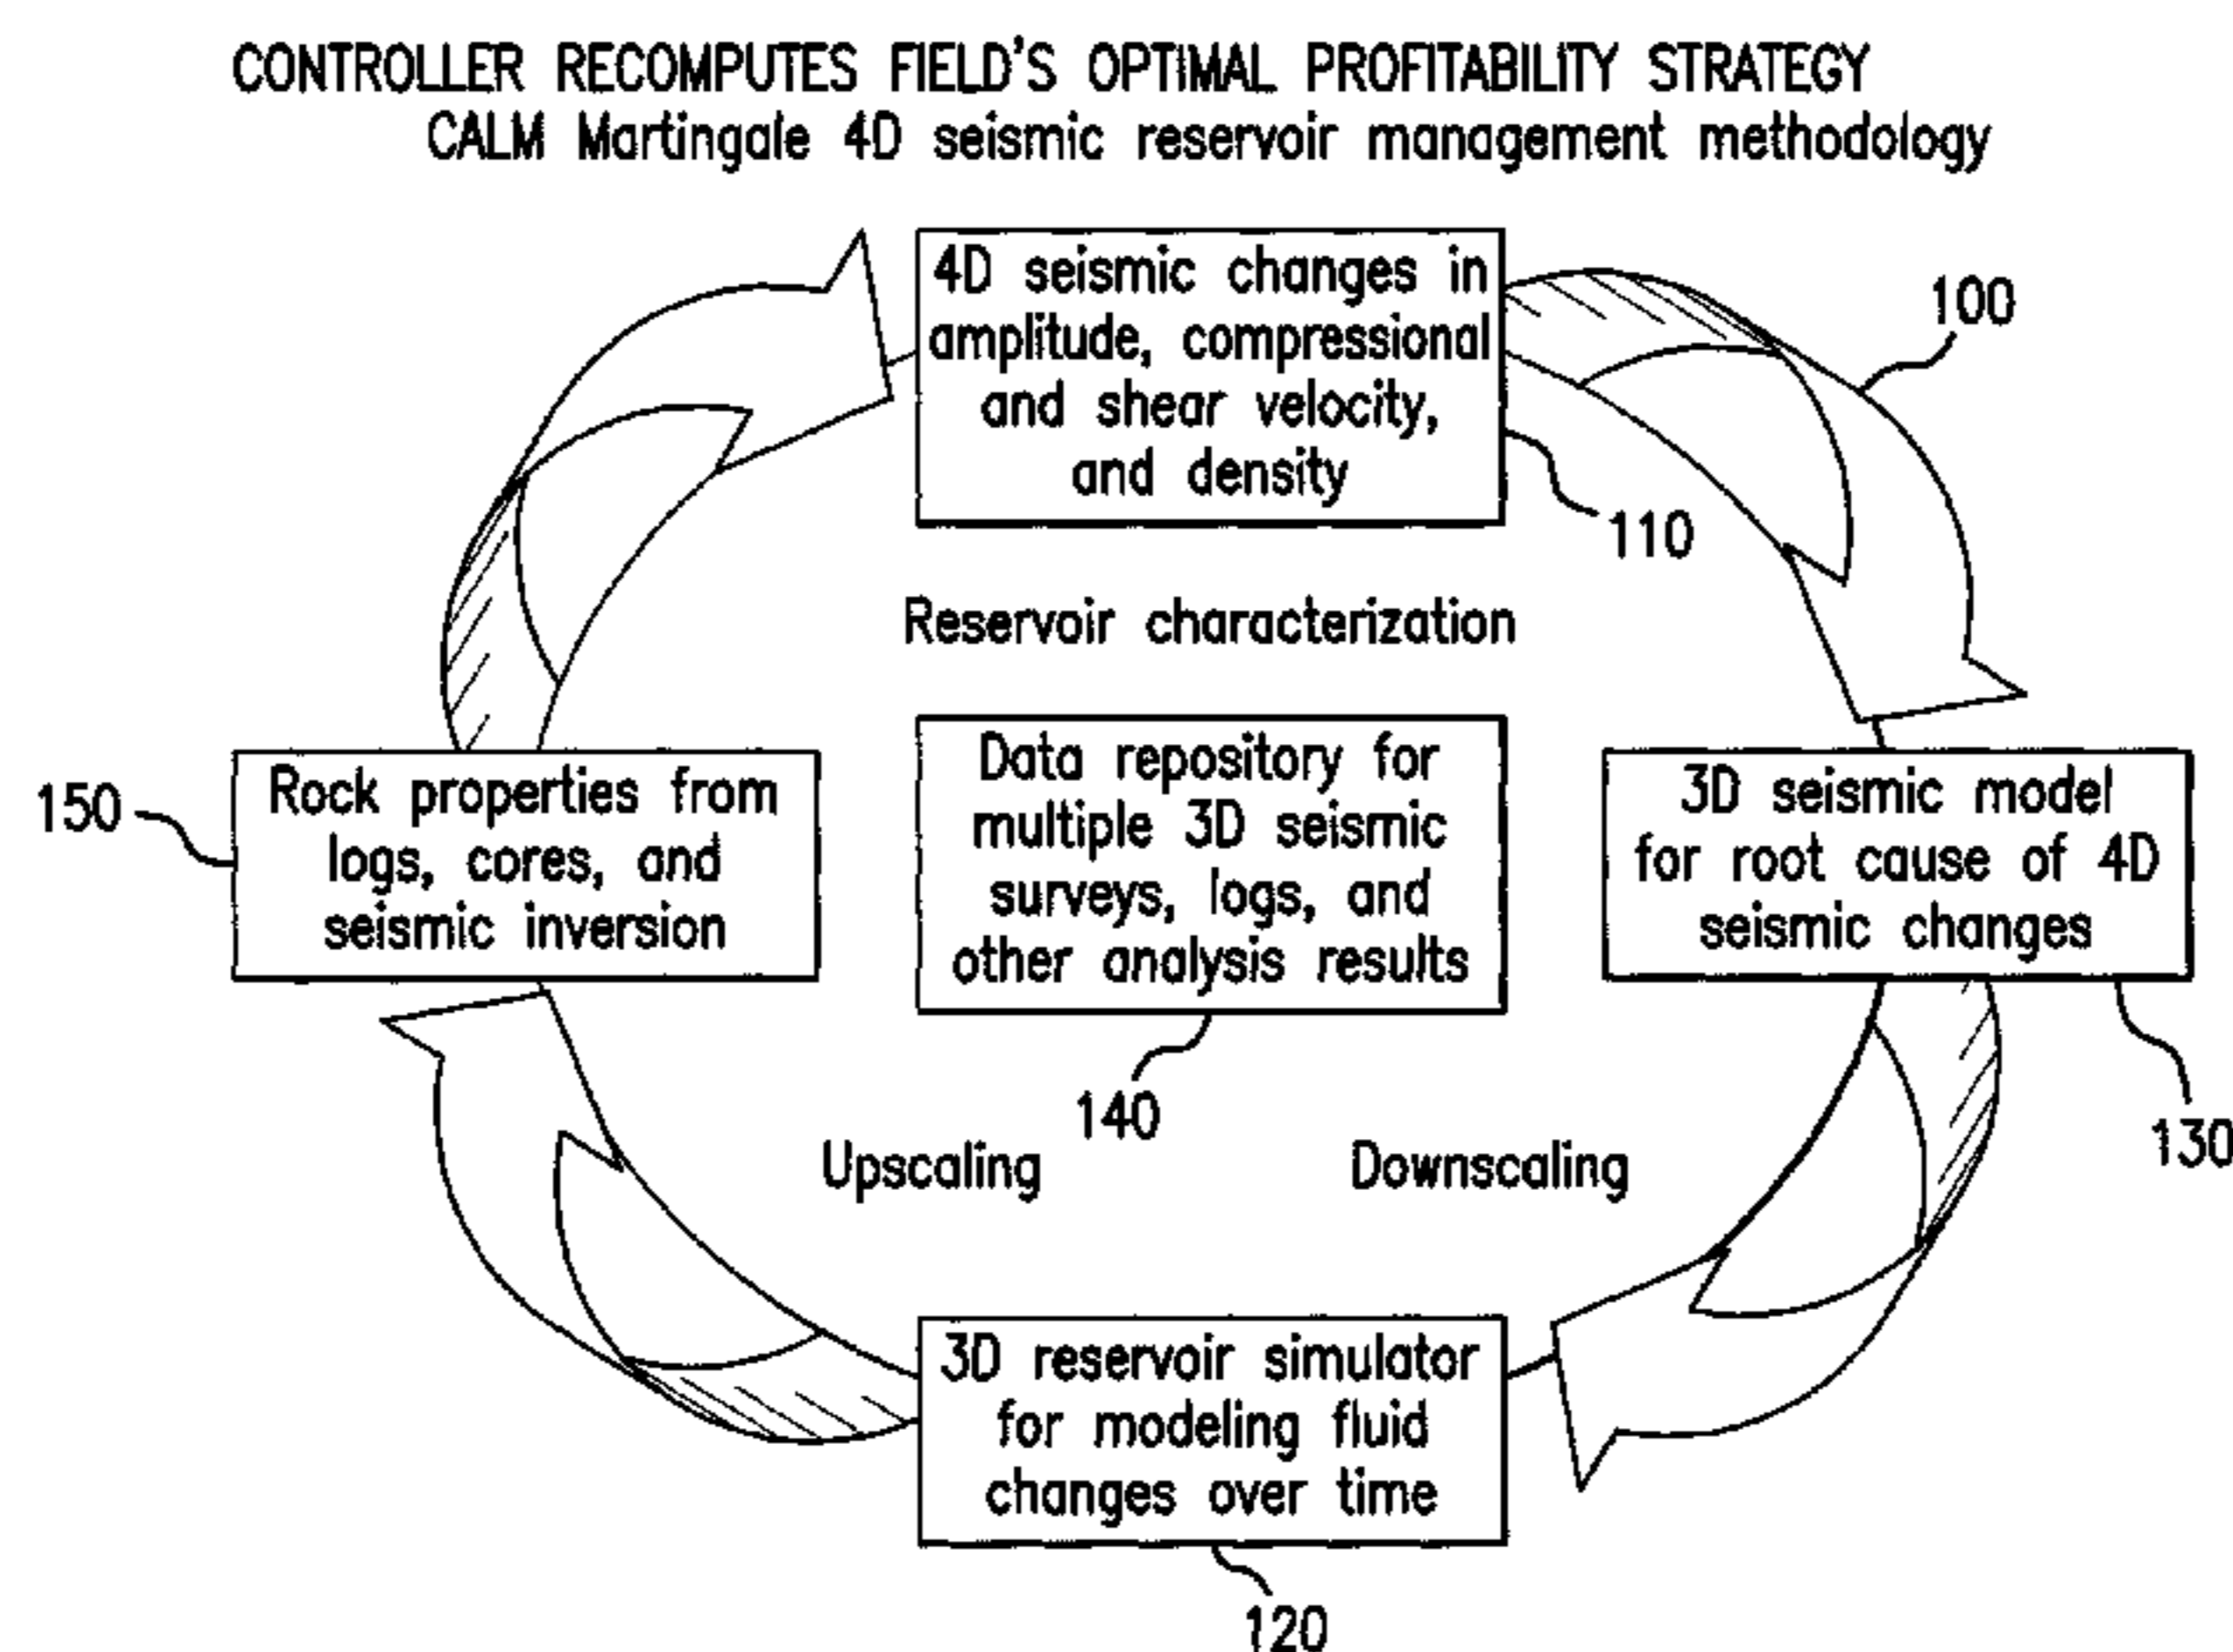 CONTROLLER RECOMPUTES FIELD'S OPTIMAL PROFITABILITY STRATEGY
CALM Martingale 4D seismic reservoir management methodology
4D seismic changes in
amplitude, compressional
and shear velocity,
and density
100
110
Reservoir characterization
150
Rock properties from
logs, cores, and
seismic inversion
Data repository for
multiple 3D seismic
surveys, logs, and
other analysis results
140
3D seismic model
for root cause of 4D
seismic changes
130
Upscaling
Downscaling
3D reservoir simulator
for modeling fluid
changes over time
120